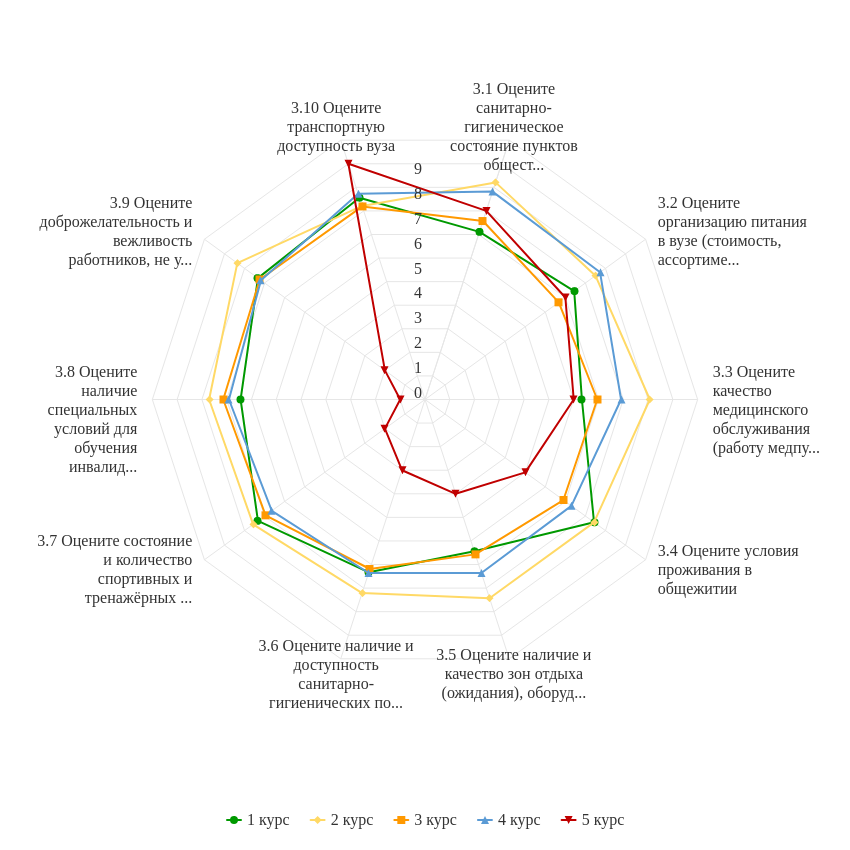 3.1 Оцените
санитарно-
гигиеническое
состояние пунктов
общест...
3.10 Оцените
транспортную
доступность вуза
3.2 Оцените
организацию питания
в вузе (стоимость,
ассортиме...
3.9 Оцените
доброжелательность и
вежливость
работников, не у...
9
8
7
6
5
4
3
2
1
0
3.3 Оцените
качество
медицинского
обслуживания
(работу медпу...
3.8 Оцените
наличие
специальных
условий для
обучения
инвалид...
3.4 Оцените условия
проживания в
общежитии
3.7 Оцените состояние
и количество
спортивных и
тренажёрных ...
3.5 Оцените наличие и
качество зон отдыха
(ожидания), оборуд...
3.6 Оцените наличие и
доступность
санитарно-
гигиенических по...
1 курс 2 курс 3 курс 4 курс 5 курс